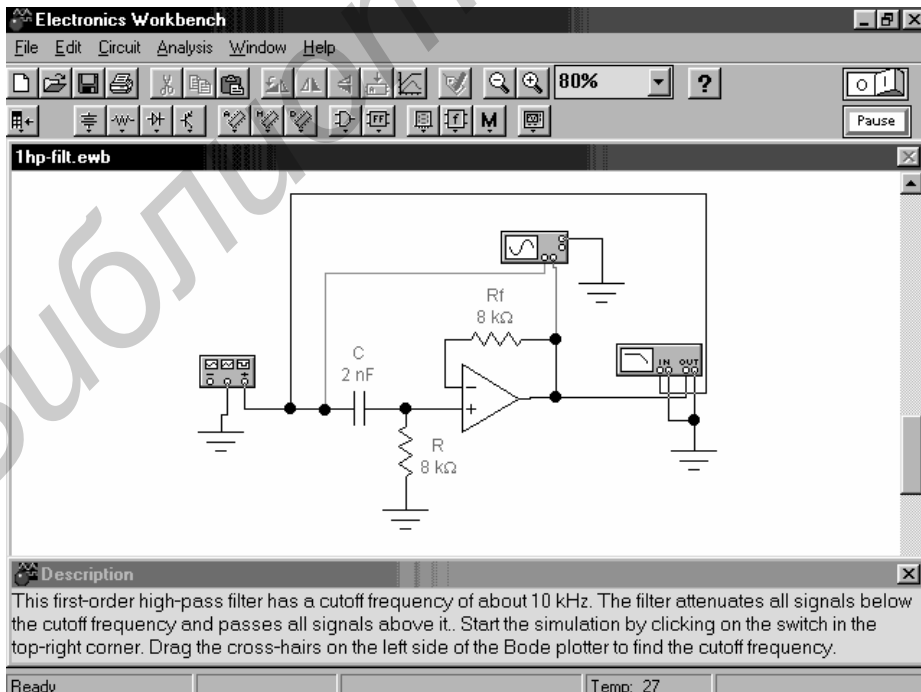 Electronics Workbench
File Edit Circuit Analysis Window Help
80%
?
Pause
M
1hp-filt.ewb
Rf
8 kΩ
C
2 nF
IN OUT
R
8 kΩ
Description
This first-order high-pass filter has a cutoff frequency of about 10 kHz. The filter attenuates all signals below
the cutoff frequency and passes all signals above it.. Start the simulation by clicking on the switch in the
top-right corner. Drag the cross-hairs on the left side of the Bode plotter to find the cutoff frequency.
Ready
Temp: 27